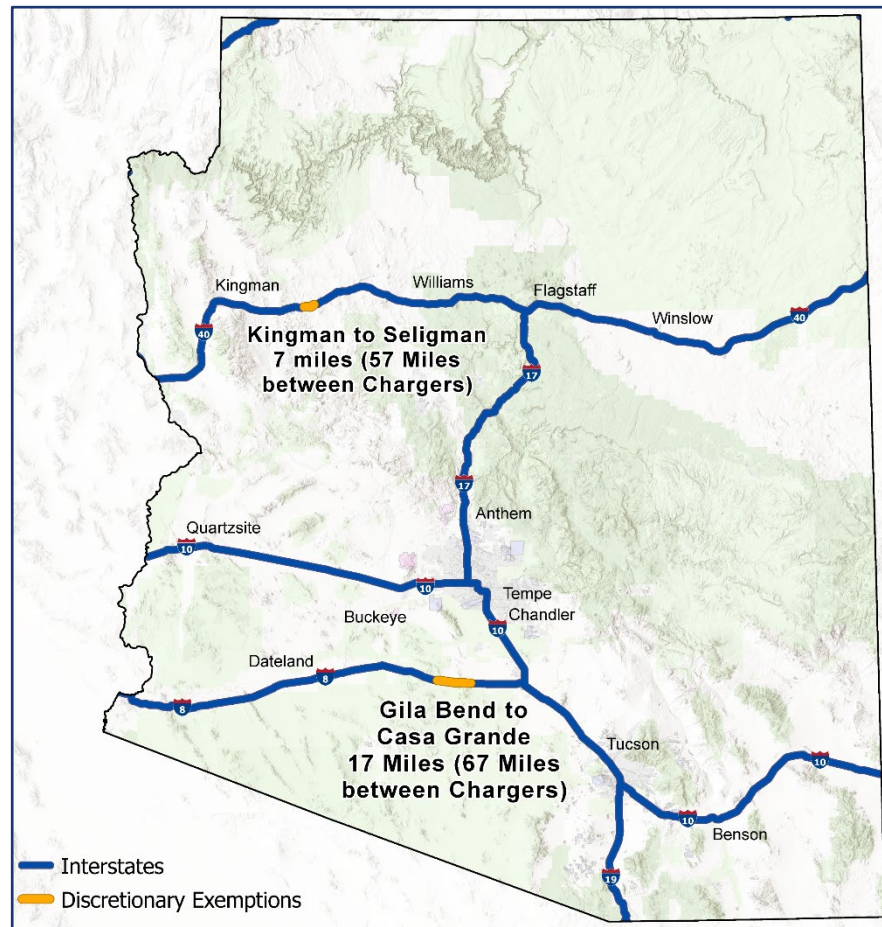 Kingman
Williams
Flagstaff
Winslow
40
40
Kingman to Seligman
7 miles (57 Miles
between Chargers)
17
17
Anthem
Quartzsite
10
10
Tempe
Chandler
Buckeye
10
Dateland
8
8
Gila Bend to
Casa Grande
17 Miles (67 Miles
between Chargers)
Tucson
10
10
Benson
19
Interstates
Discretionary Exemptions